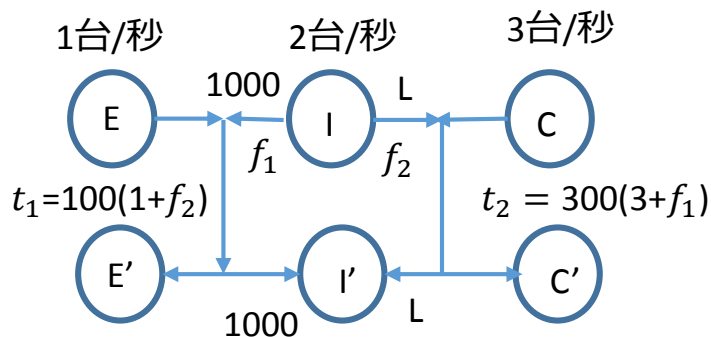 1台/秒
2台/秒
3台/秒
1000
L
E
I
C
f₁
f₂
t₁=100(1+f₂)
t₂ = 300(3+f₁)
E'
I'
C'
1000
L